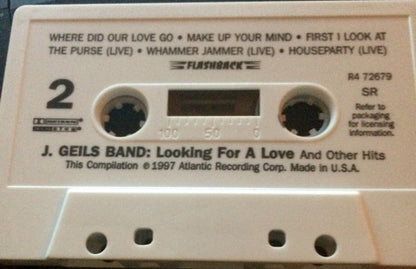 WHERE DID OUR LOVE GO • MAKE UP YOUR MIND • FIRST I LOOK AT
THE PURSE (LIVE) • WHAMMER JAMMER (LIVE) • HOUSEPARTY (LIVE)
FLASHBACK
R4 72679
2
SR
Refer to
packaging
for licensing
information.
100 50 0
J. GEILS BAND: Looking For A Love And Other Hits
This Compilation ℗ 1997 Atlantic Recording Corp. Made in U.S.A.